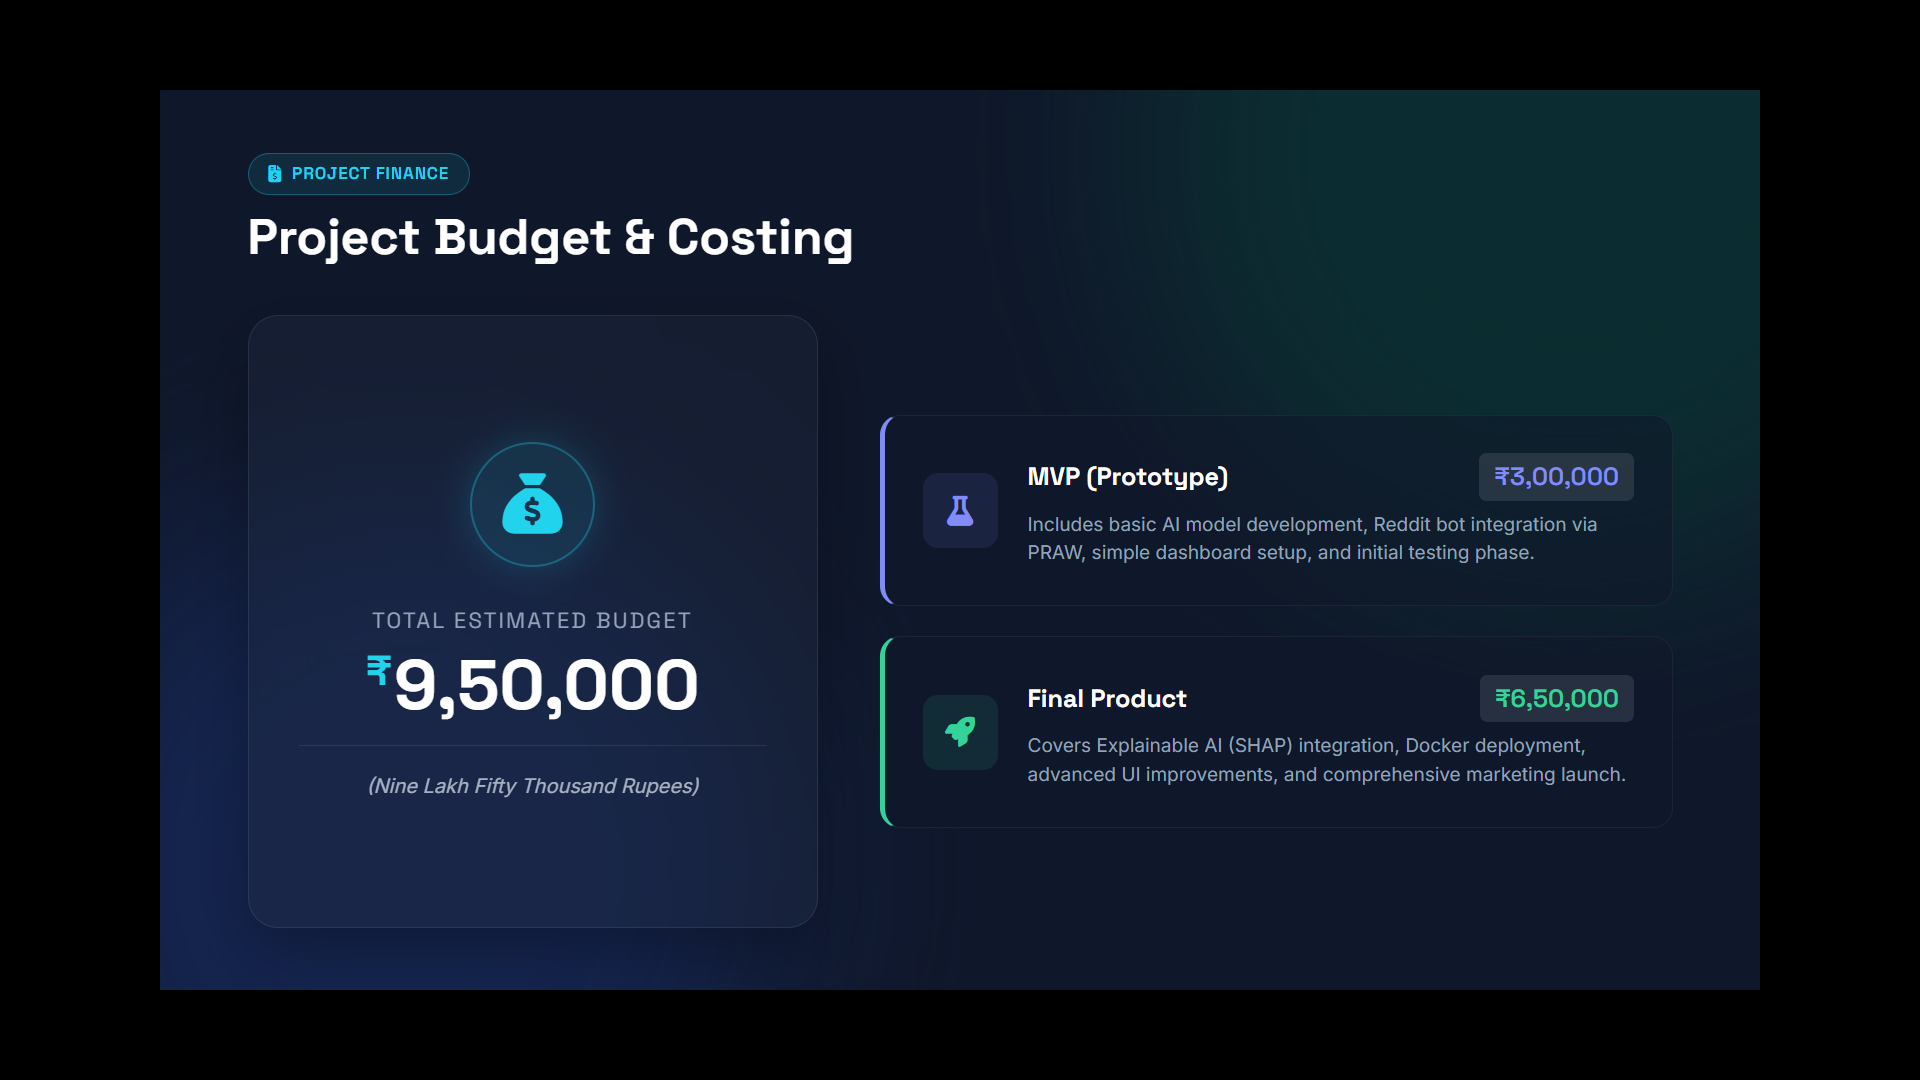 PROJECT FINANCE
Project Budget & Costing
TOTAL ESTIMATED BUDGET
₹9,50,000
(Nine Lakh Fifty Thousand Rupees)
MVP (Prototype)
₹3,00,000
Includes basic AI model development, Reddit bot integration via
PRAW, simple dashboard setup, and initial testing phase.
Final Product
₹6,50,000
Covers Explainable AI (SHAP) integration, Docker deployment,
advanced UI improvements, and comprehensive marketing launch.